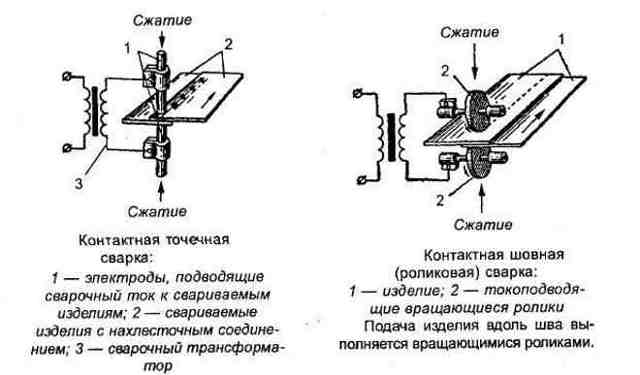 Сжатие
1
2
3
Сжатие
Контактная точечная
сварка:
1 — электроды, подводящие
сварочный ток к свариваемым
изделиям; 2 — свариваемые
изделия с нахлесточным соедине-
нием; 3 — сварочный трансформа-
тор
Сжатие
1
2
2
Сжатие
Контактная шовная
(роликовая) сварка:
1 — изделие; 2 — токоподводя-
щие вращающиеся ролики
Подача изделия вдоль шва вы-
полняется вращающимися роликами.